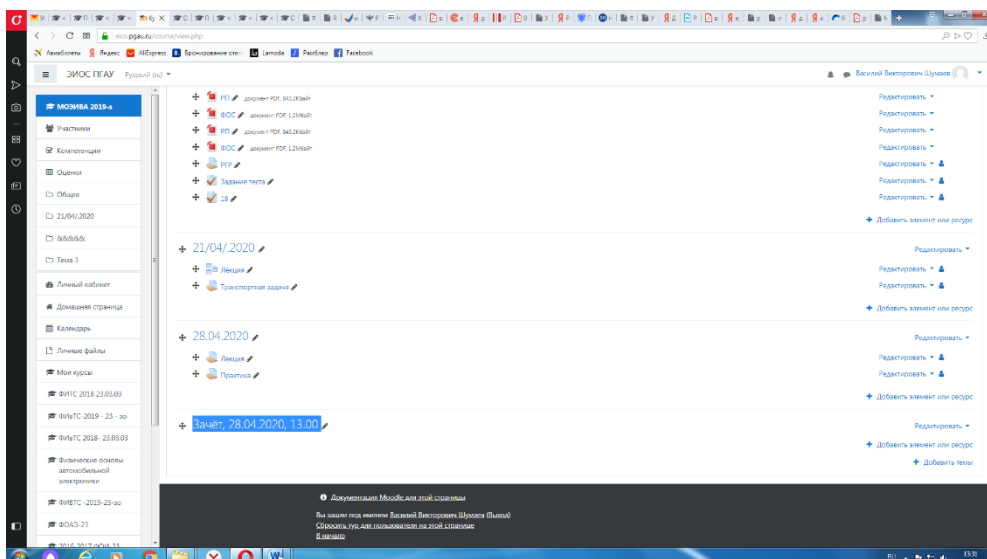 eios.pgau.ru/course/view.php
Авиабилеты Яндекс AliExpress Бронирование отел Lamoda Рамблер Facebook
ЭИОС ПГАУ Русский (ru)
Василий Викторович Шумаев
МОЭИВА 2019-в
Участники
Компетенции
Оценки
Общее
21/04/.2020
&&&&&
Тема 3
Личный кабинет
Домашняя страница
Календарь
Личные файлы
Мои курсы
ФИТС 2018 23.03.03
ФИвТС-2019 - 23 - зо
ФИвТС 2018- 23.03.03
Физические основы
автомобильной
электроники
ФИВТС -2019-23-зо
ФОАЭ-23
РП документ PDF, 843.2Кбайт Редактировать
ФОС документ PDF, 1.2Мбайт Редактировать
РП документ PDF, 843.2Кбайт Редактировать
ФОС документ PDF, 1.2Мбайт Редактировать
РГР Редактировать
Задание теста Редактировать
18 Редактировать
Добавить элемент или ресурс
21/04/.2020 Редактировать
Лекция Редактировать
Транспортная задача Редактировать
Добавить элемент или ресурс
28.04.2020 Редактировать
Лекция Редактировать
Практика Редактировать
Добавить элемент или ресурс
Зачёт, 28.04.2020, 13.00 Редактировать
Добавить элемент или ресурс
Добавить темы
Документация Moodle для этой страницы
Вы зашли под именем Василий Викторович Шумаев (Выход)
Сбросить тур для пользователя на этой странице
В начало
RU 13:31